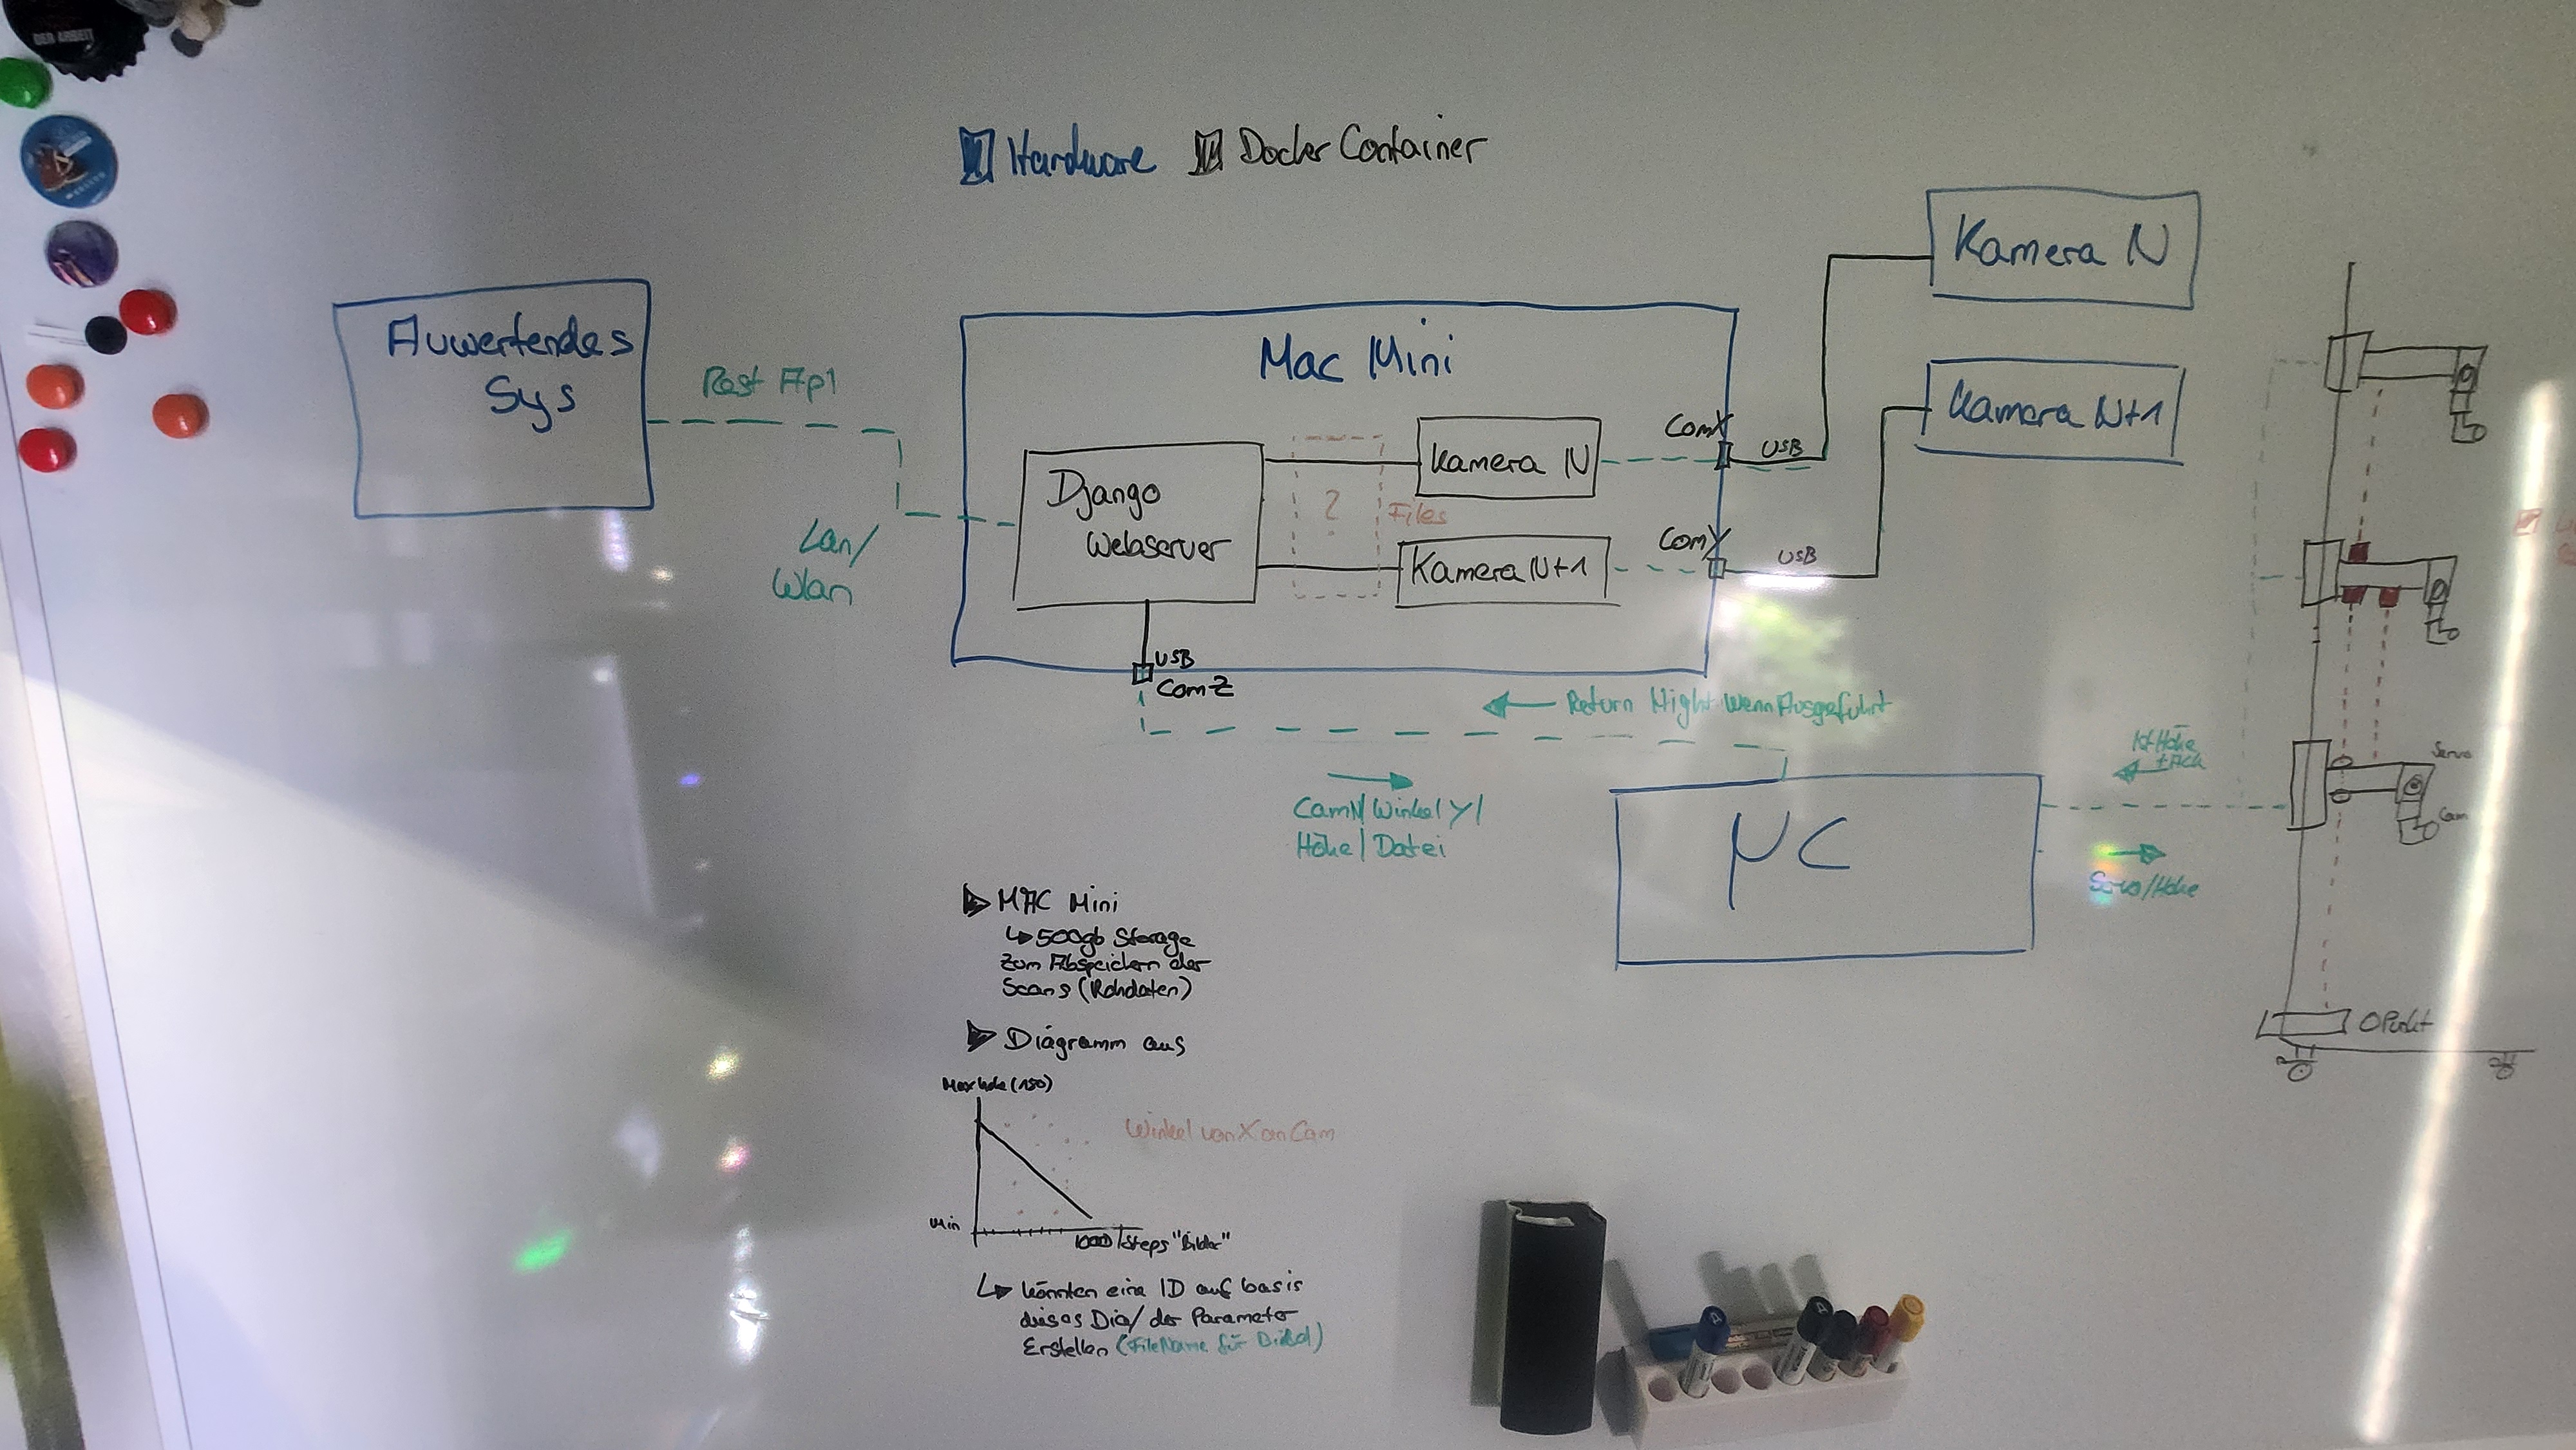 DER ARBEIT
Hardware
Docker Container
Kamera N
Auwertendes
Sys
Rest Api
Mac Mini
Kamera N+1
ComX
USB
Kamera N
Django
Webserver
?
Files
Lan/
Wlan
ComY
USB
Kamera N+1
USB
ComZ
Return Hight Wenn Ausgeführt
Ist Höhe
+Ack
Servo
Cam
CamN/Winkel Y/
Höhe/Datei
µC
Servo/Höhe
MAC Mini
500gb Storage
zum Abspeichern der
Scans (Rohdaten)
0Punkt
Diagramm aus
Max höhe (150)
Winkel von X an Cam
Min
1000/steps "Bilder"
könnten eine ID auf basis
dieses Dia/ der Parameter
Erstellen (FileName für Bild)